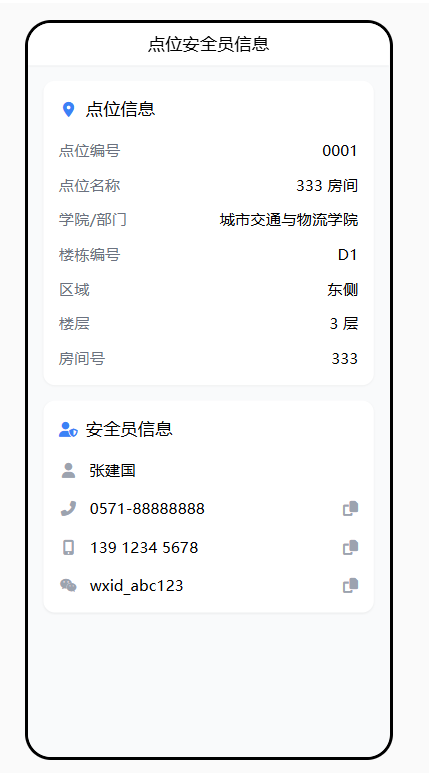 点位安全员信息
点位信息
点位编号 0001
点位名称 333 房间
学院/部门 城市交通与物流学院
楼栋编号 D1
区域 东侧
楼层 3 层
房间号 333
安全员信息
张建国
0571-88888888
139 1234 5678
wxid_abc123